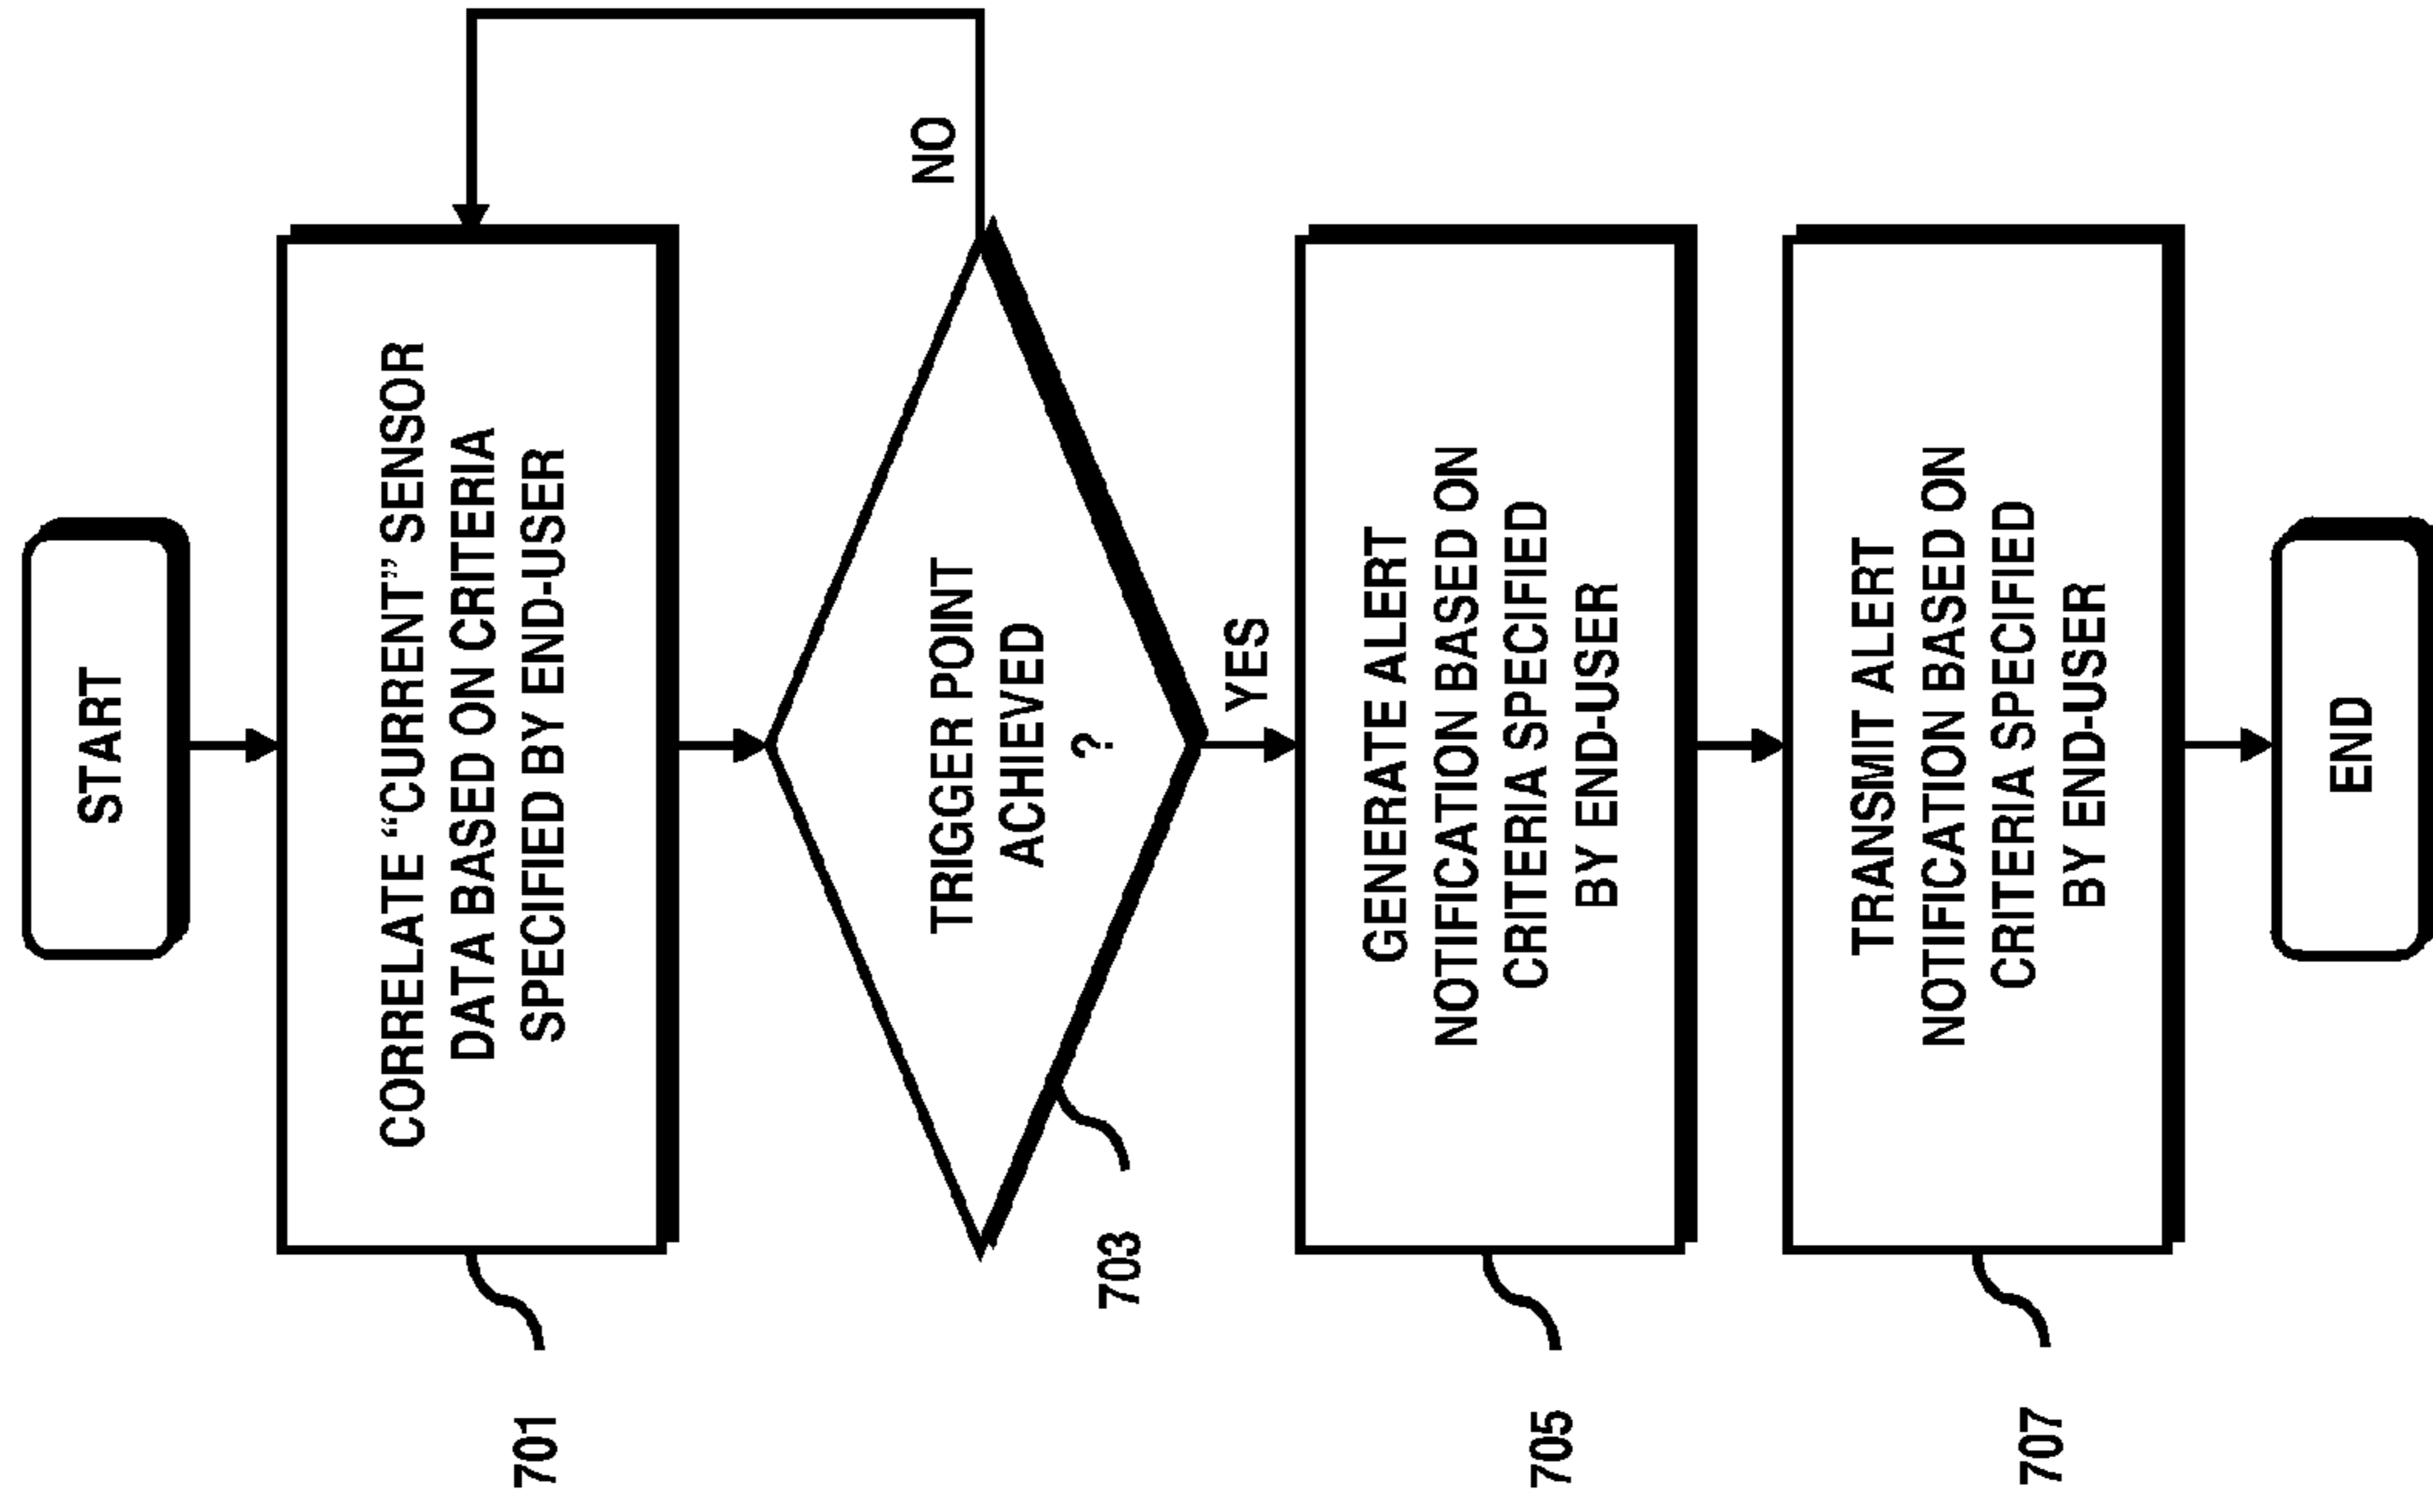 START
CORRELATE “CURRENT” SENSOR
DATA BASED ON CRITERIA
SPECIFIED BY END-USER
701
NO
TRIGGER POINT
ACHIEVED
?
703
YES
GENERATE ALERT
NOTIFICATION BASED ON
CRITERIA SPECIFIED
BY END-USER
705
TRANSMIT ALERT
NOTIFICATION BASED ON
CRITERIA SPECIFIED
BY END-USER
707
END